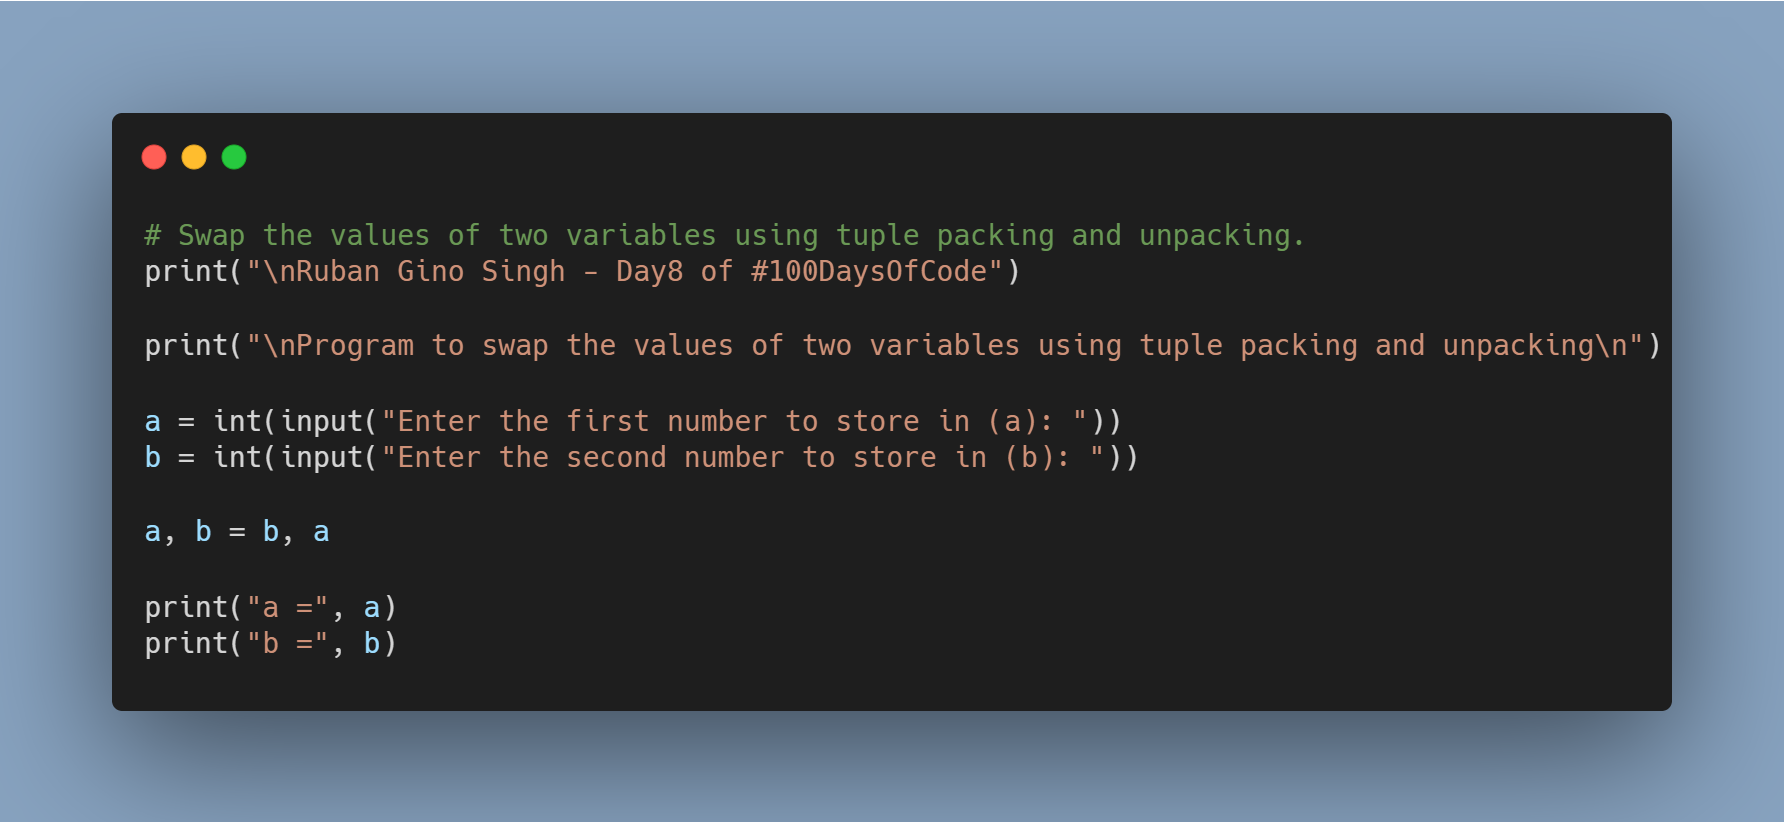 # Swap the values of two variables using tuple packing and unpacking.
print("\nRuban Gino Singh - Day8 of #100DaysOfCode")
print("\nProgram to swap the values of two variables using tuple packing and unpacking\n")
a = int(input("Enter the first number to store in (a): "))
b = int(input("Enter the second number to store in (b): "))
a, b = b, a
print("a =", a)
print("b =", b)